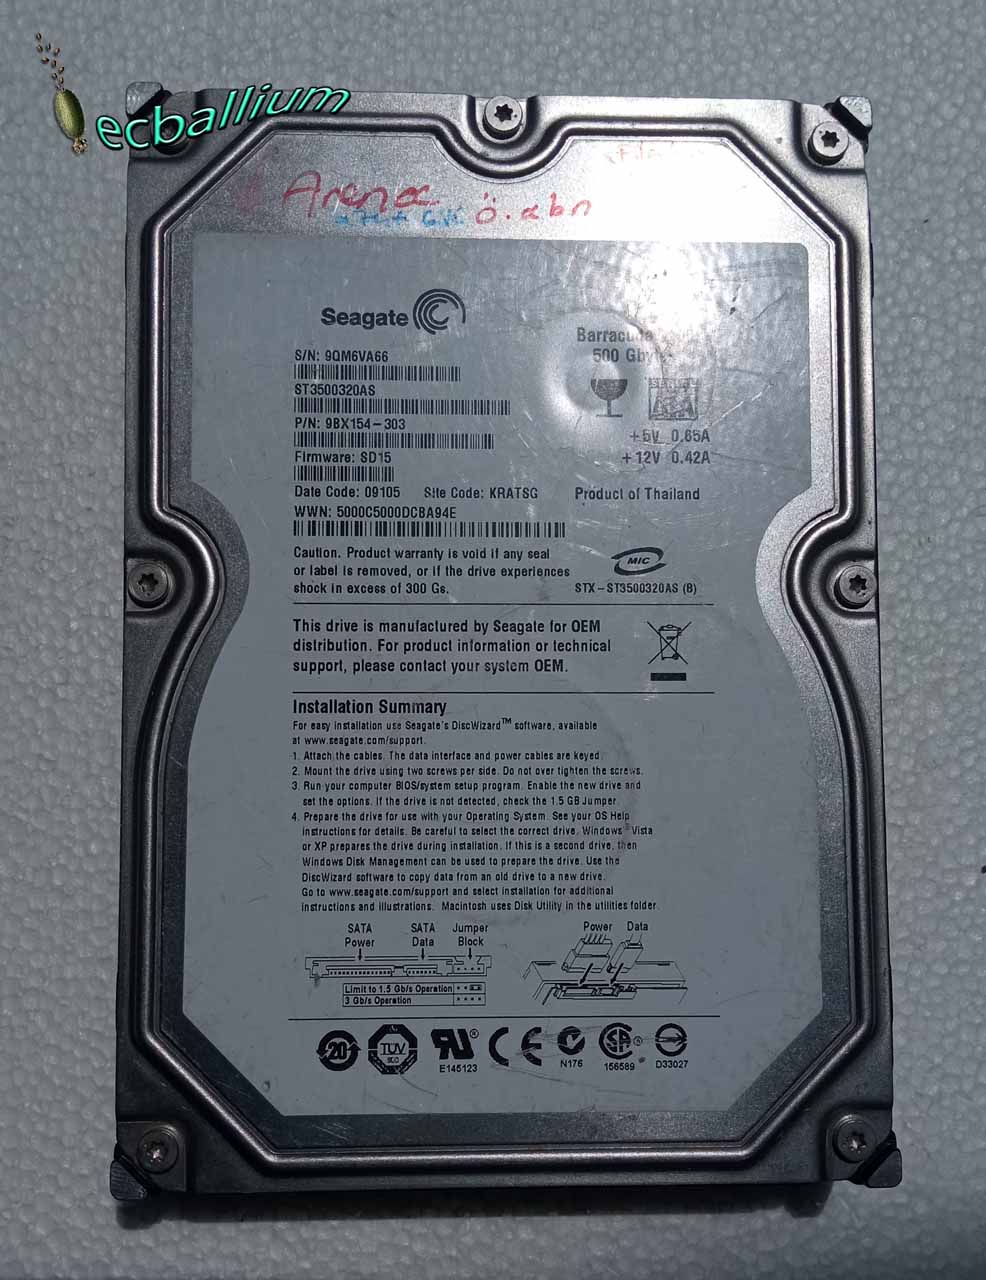 ecballium
Arena
ö.abn
Seagate
Barracuda
500
S/N: 9QM6VA66
ST3500320AS
P/N: 9BX154-303
SERIAL
ATA
+5V 0.65A
Firmware: SD15
+12V 0.42A
Date Code: 09105 Site Code: KRATSG Product of Thailand
WWN: 5000C5000DC8A94E
Caution. Product warranty is void if any seal
or label is removed, or if the drive experiences
shock in excess of 300 Gs.
MIC
STX-ST3500320AS (B)
This drive is manufactured by Seagate for OEM
distribution. For product information or technical
support, please contact your system OEM.
Installation Summary
For easy installation use Seagate's DiscWizard™ software, available
at www.seagate.com/support.
1. Attach the cables. The data interface and power cables are keyed.
2. Mount the drive using two screws per side. Do not over tighten the screws.
3. Run your computer BIOS/system setup program. Enable the new drive and
set the options. If the drive is not detected, check the 1.5 GB Jumper.
4. Prepare the drive for use with your Operating System. See your OS Help
instructions for details. Be careful to select the correct drive. Windows® Vista
or XP prepares the drive during installation. If this is a second drive, then
Windows Disk Management can be used to prepare the drive. Use the
DiscWizard software to copy data from an old drive to a new drive.
Go to www.seagate.com/support and select installation for additional
instructions and illustrations. Macintosh uses Disk Utility in the utilities folder.
SATA Power
SATA Data
Jumper Block
Power Data
Limit to 1.5 Gb/s Operation
3 Gb/s Operation
20
TUV
E145123
CE
N176
156589
D33027